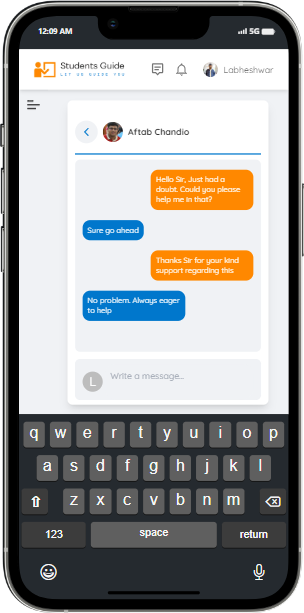 12:09 AM
5G
Students Guide
LET US GUIDE YOU
Labheshwar
Aftab Chandio
Hello Sir, Just had a
doubt. Could you please
help me in that?
Sure go ahead
Thanks Sir for your kind
support regarding this
No problem. Always eager
to help
L
Write a message...
q w e r t y u i o p
a s d f g h j k l
z x c v b n m
123 space return